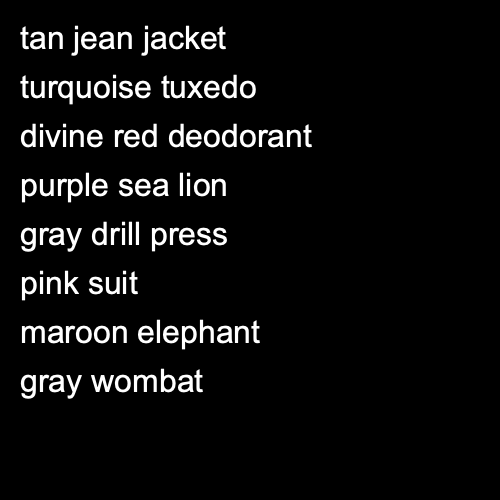 tan jean jacket
turquoise tuxedo
divine red deodorant
purple sea lion
gray drill press
pink suit
maroon elephant
gray wombat